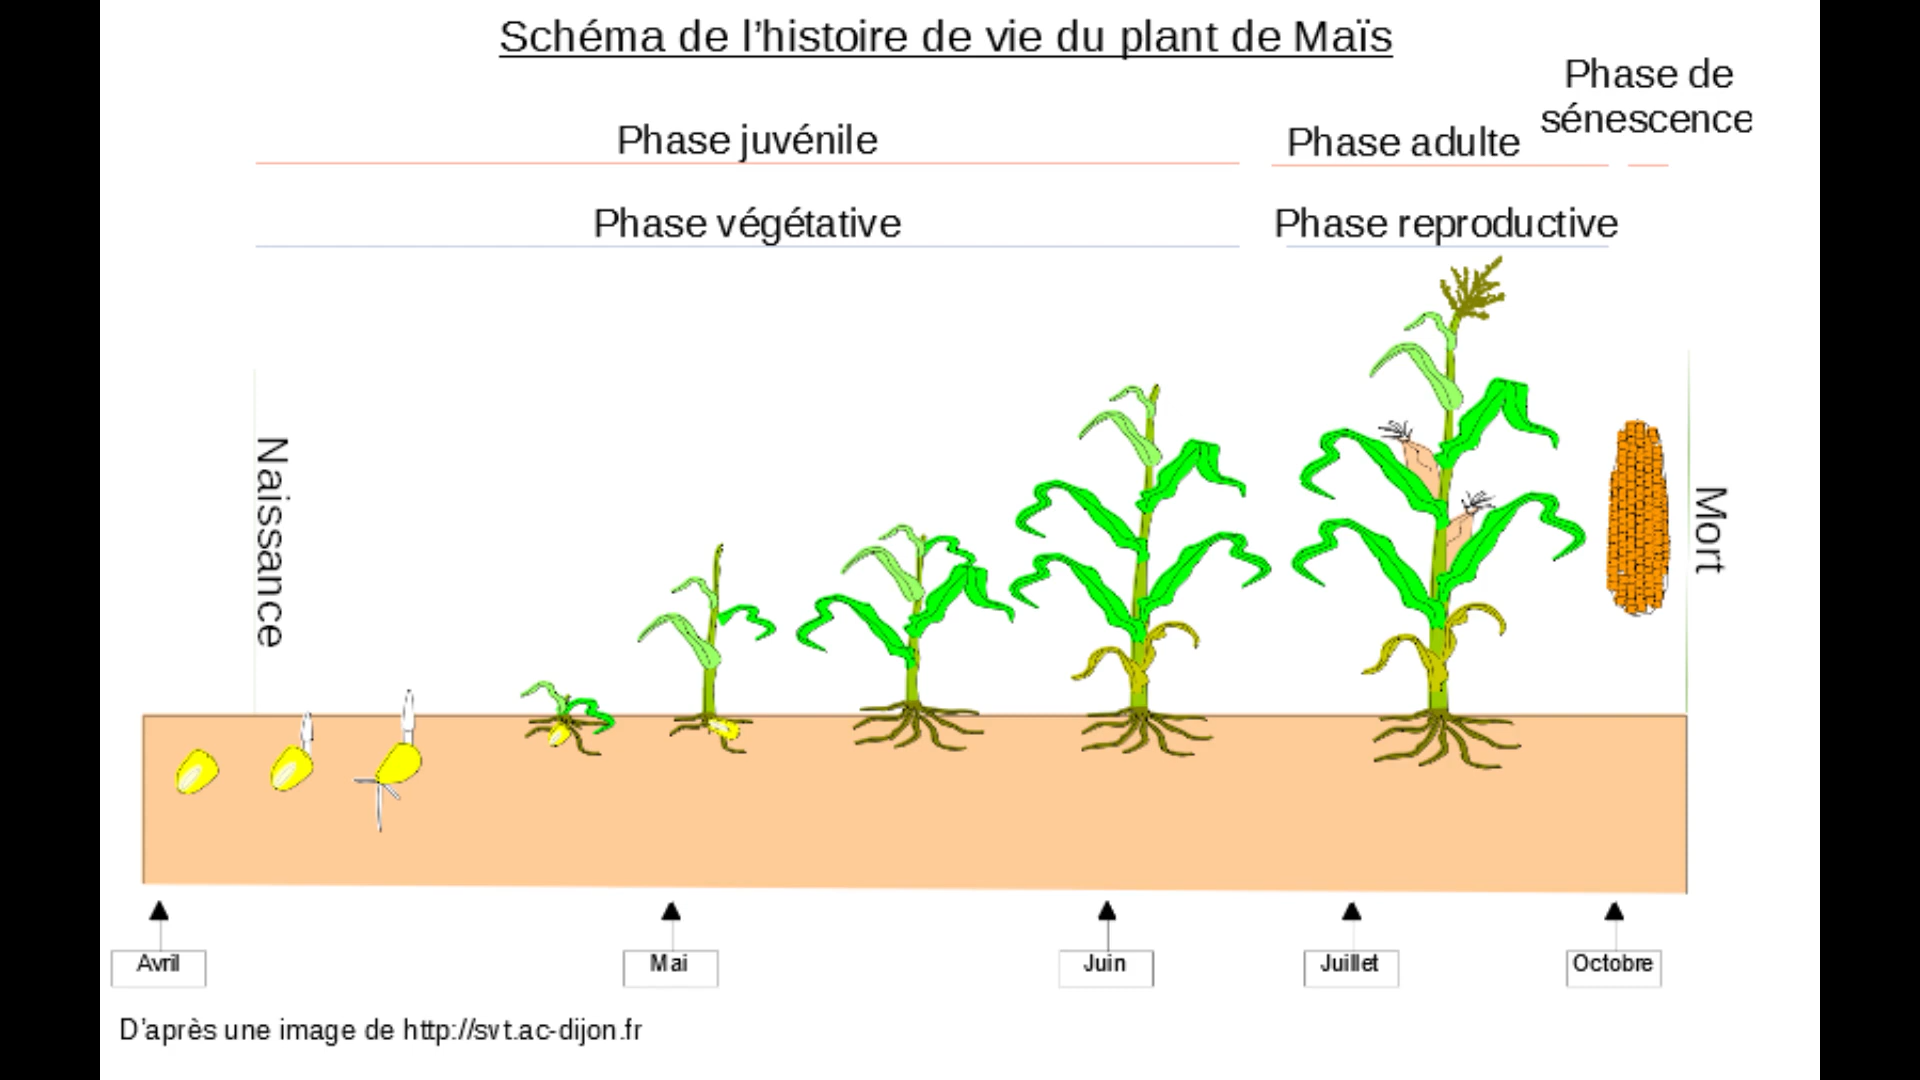 Schéma de l’histoire de vie du plant de Maïs
Phase de
sénescence
Phase juvénile
Phase adulte
Phase végétative
Phase reproductive
Naissance
Mort
Avril
Mai
Juin
Juillet
Octobre
D’après une image de http://svt.ac-dijon.fr